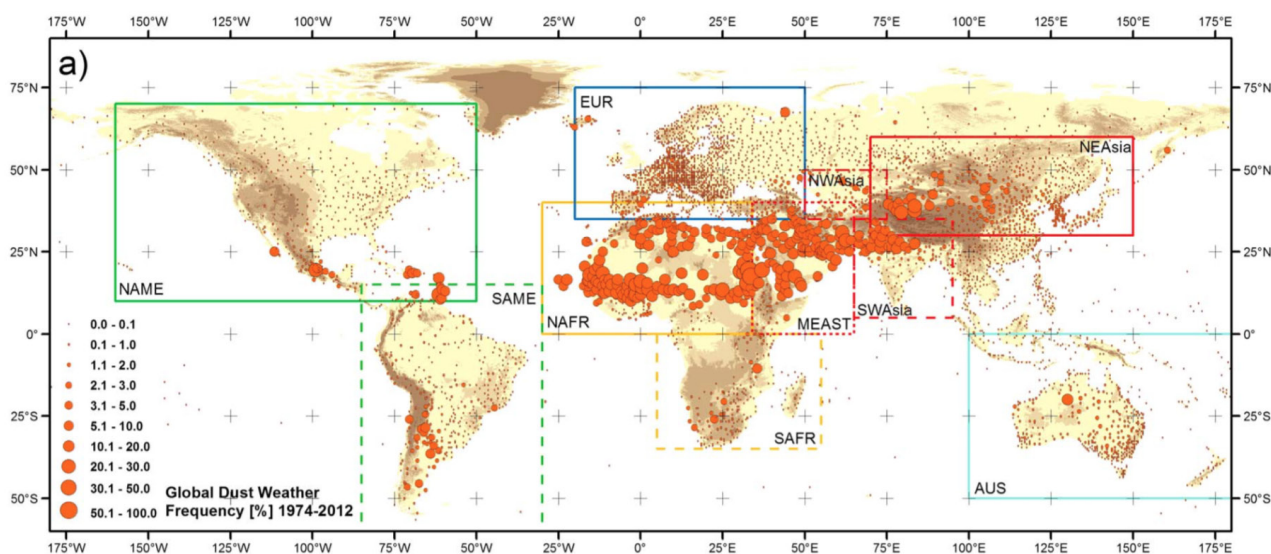 175°W 150°W 125°W 100°W 75°W 50°W 25°W 0° 25°E 50°E 75°E 100°E 125°E 150°E 175°E
a)
75°N 75°N
EUR
NEAsia
50°N 50°N
NWAsia
25°N 25°N
NAME
SAME
NAFR
MEAST
SWAsia
0° 0°
0.0 - 0.1
0.1 - 1.0
1.1 - 2.0
2.1 - 3.0
3.1 - 5.0
5.1 - 10.0
10.1 - 20.0
20.1 - 30.0
30.1 - 50.0
50.1 - 100.0
25°S 25°S
SAFR
AUS
50°S 50°S
Global Dust Weather
Frequency [%] 1974-2012
175°W 150°W 125°W 100°W 75°W 50°W 25°W 0° 25°E 50°E 75°E 100°E 125°E 150°E 175°E